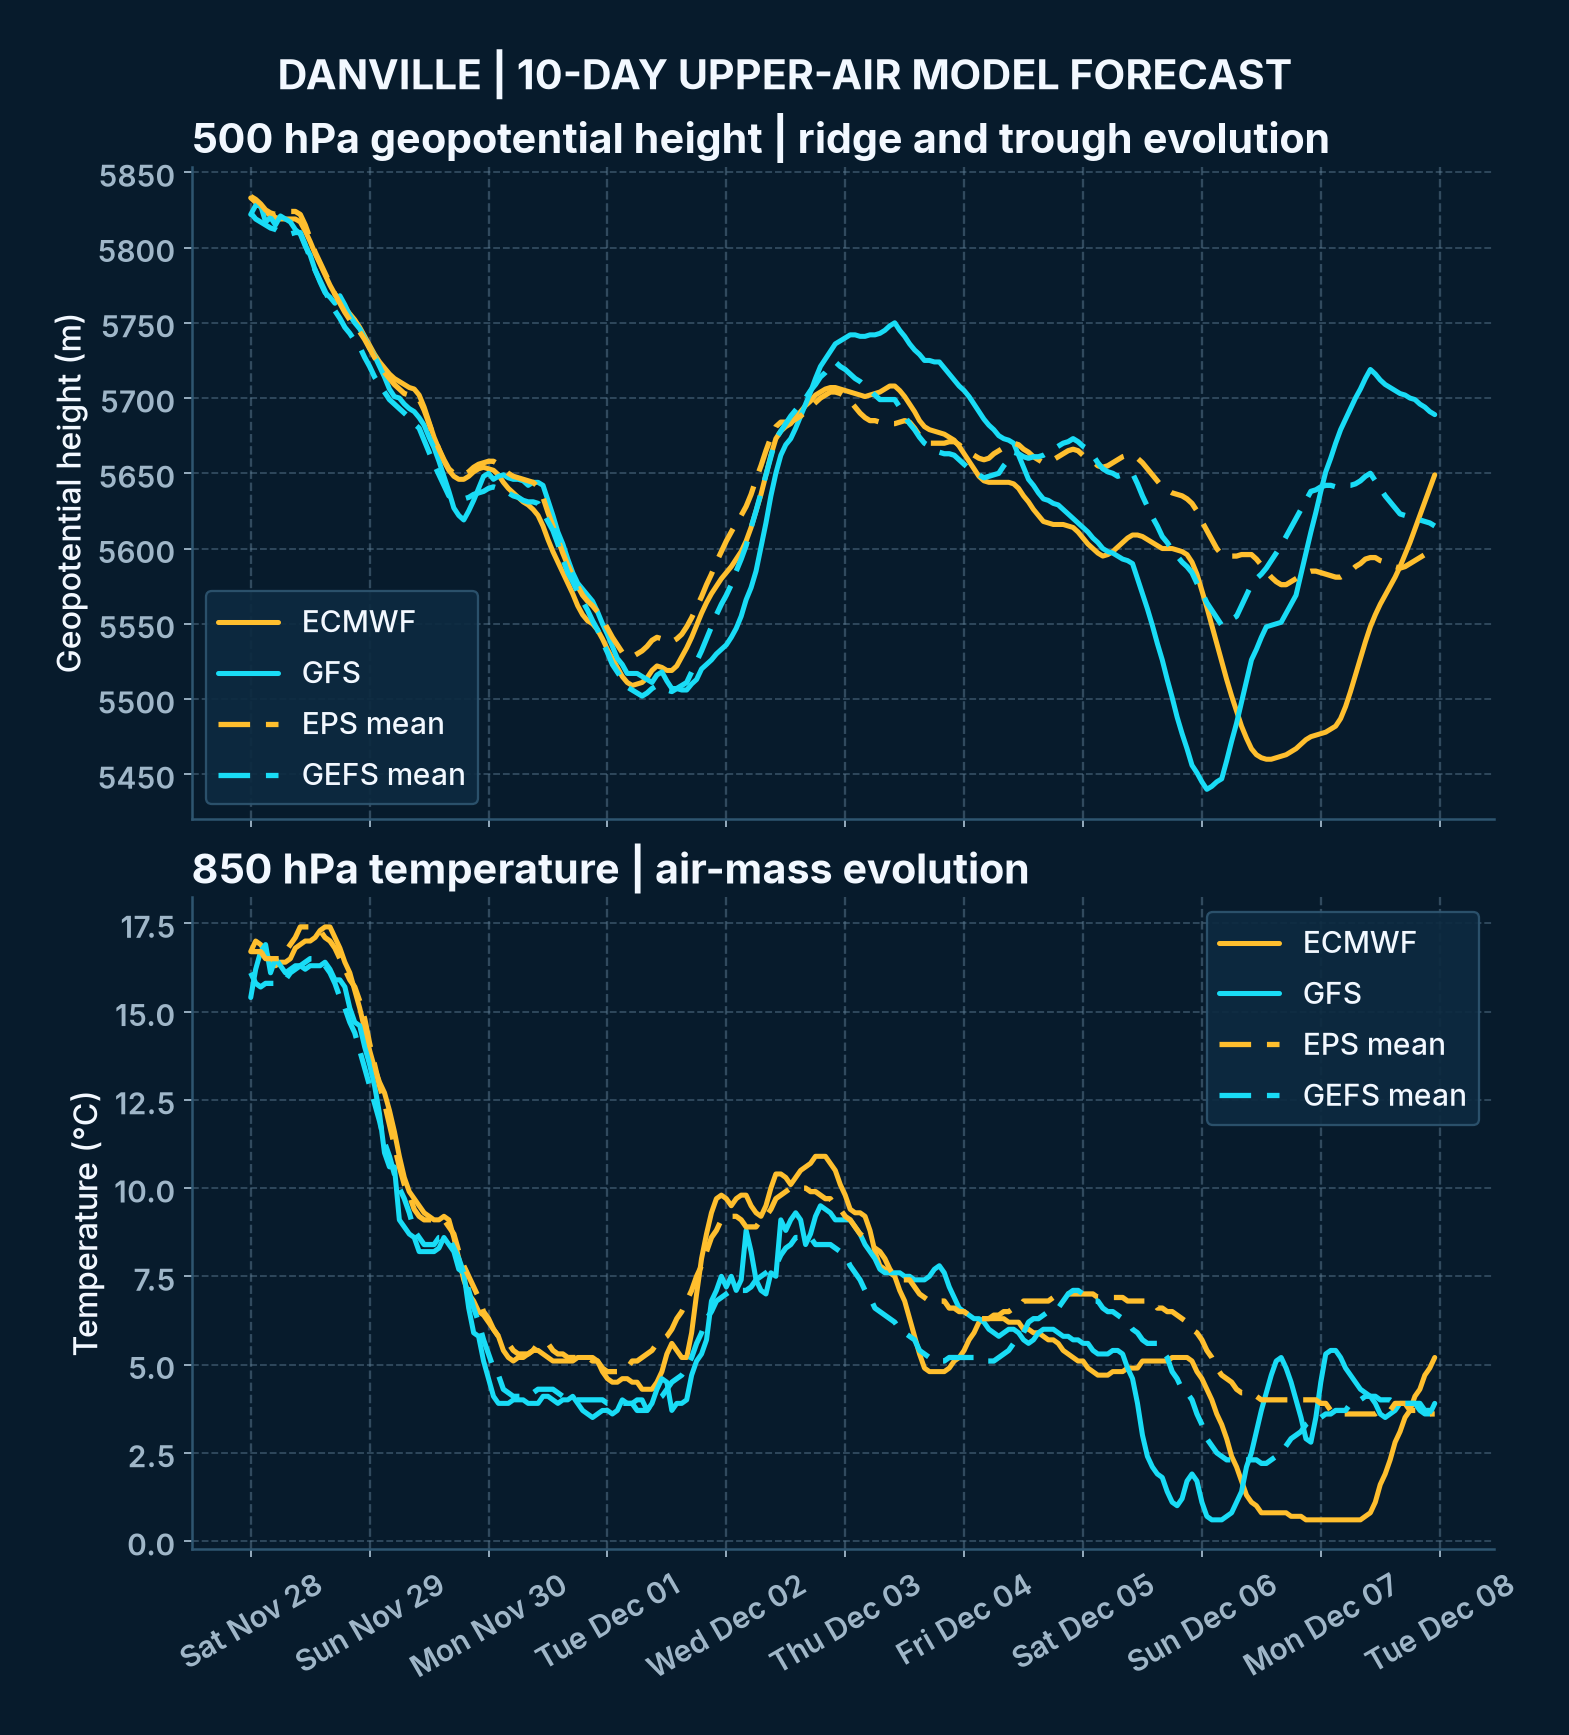 DANVILLE | 10-DAY UPPER-AIR MODEL FORECAST
500 hPa geopotential height | ridge and trough evolution
5850
5800
5750
5700
5650
5600
5550
5500
5450
Geopotential height (m)
ECMWF
GFS
EPS mean
GEFS mean
850 hPa temperature | air-mass evolution
17.5
15.0
12.5
10.0
7.5
5.0
2.5
0.0
Temperature (°C)
ECMWF
GFS
EPS mean
GEFS mean
Sat Nov 28
Sun Nov 29
Mon Nov 30
Tue Dec 01
Wed Dec 02
Thu Dec 03
Fri Dec 04
Sat Dec 05
Sun Dec 06
Mon Dec 07
Tue Dec 08